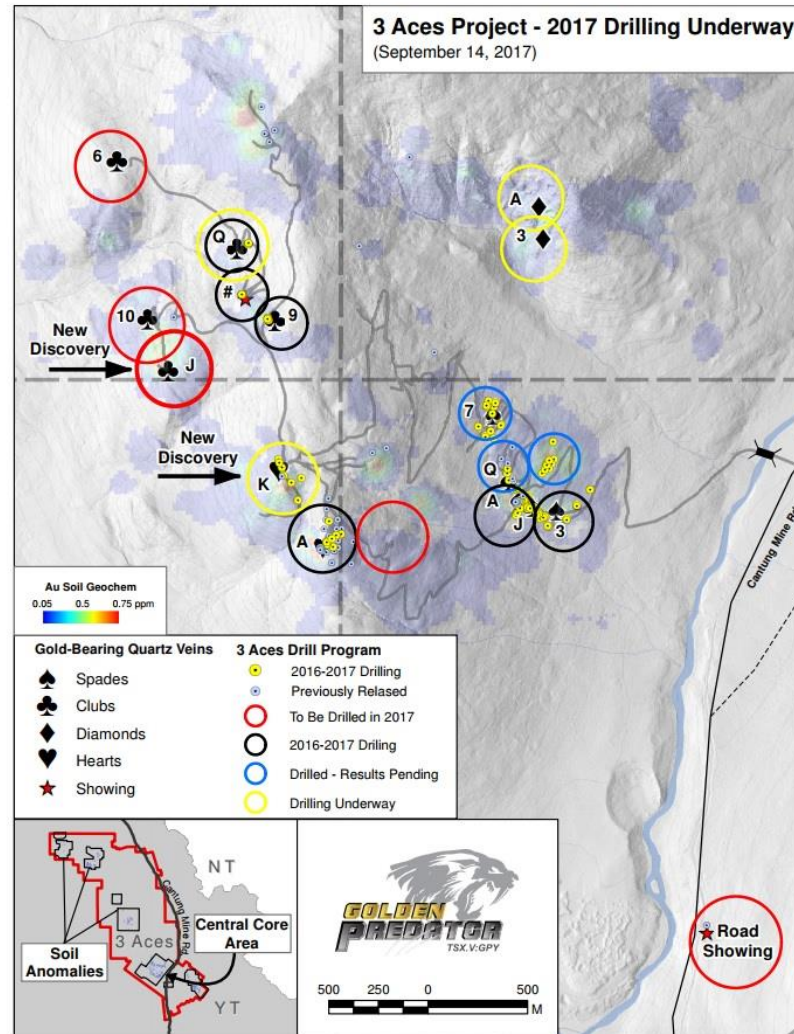 3 Aces Project - 2017 Drilling Underway
(September 14, 2017)
6
A
3
Q
#
9
10
New
Discovery
J
New
Discovery
K
7
Q
A
J
3
A
Cantung Mine Rd
Au Soil Geochem
0.05 0.5 0.75 ppm
Gold-Bearing Quartz Veins
Spades
Clubs
Diamonds
Hearts
Showing
3 Aces Drill Program
2016-2017 Drilling
Previously Relased
To Be Drilled in 2017
2016-2017 Driling
Drilled - Results Pending
Drilling Underway
NT
Cantung Mine Rd
Soil
Anomalies
3 Aces
Central Core
Area
YT
GOLDEN
PREDATOR
TSX.V:GPY
500 250 0 500
M
Road
Showing